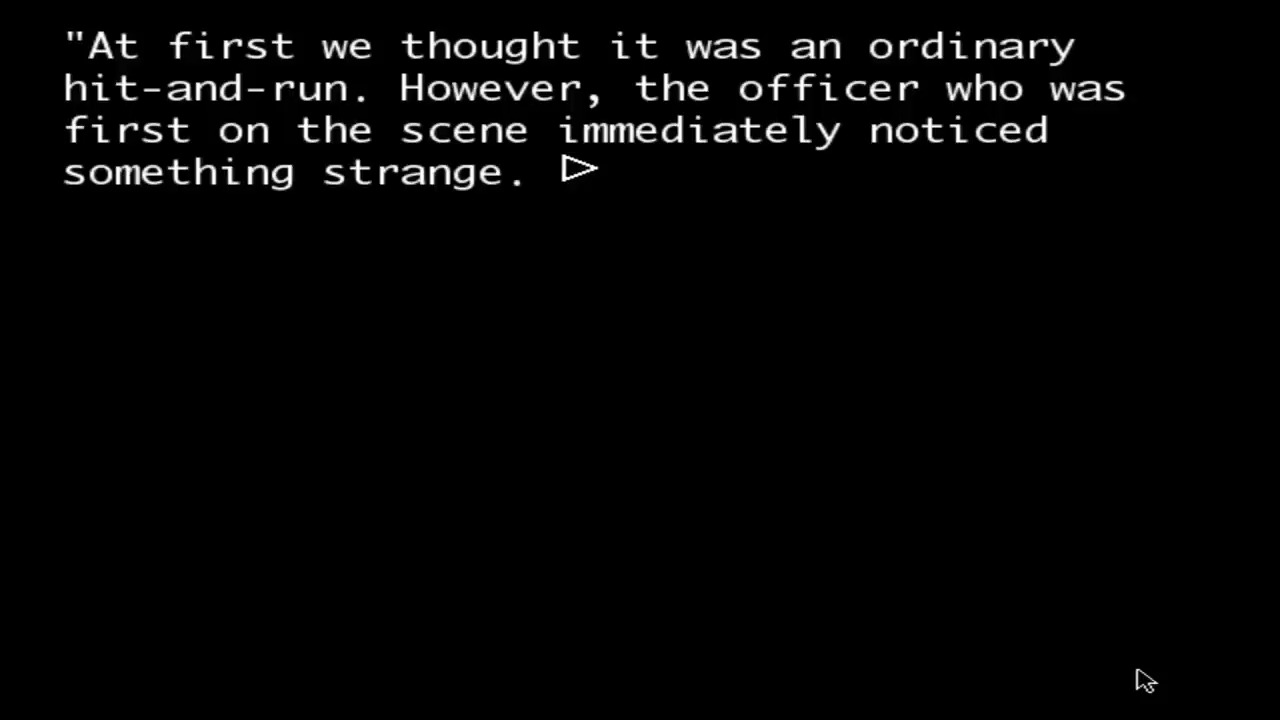 "At first we thought it was an ordinary
hit-and-run. However, the officer who was
first on the scene immediately noticed
something strange.